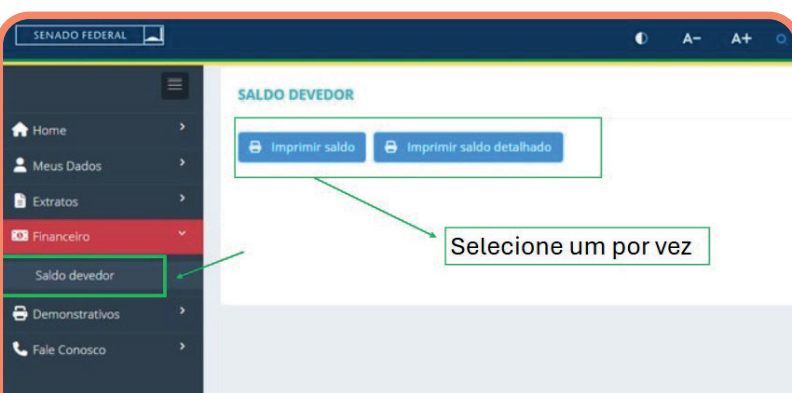 SENADO FEDERAL
A- A+
SALDO DEVEDOR
Home
Imprimir saldo Imprimir saldo detalhado
Meus Dados
Extratos
Financeiro
Selecione um por vez
Saldo devedor
Demonstrativos
Fale Conosco